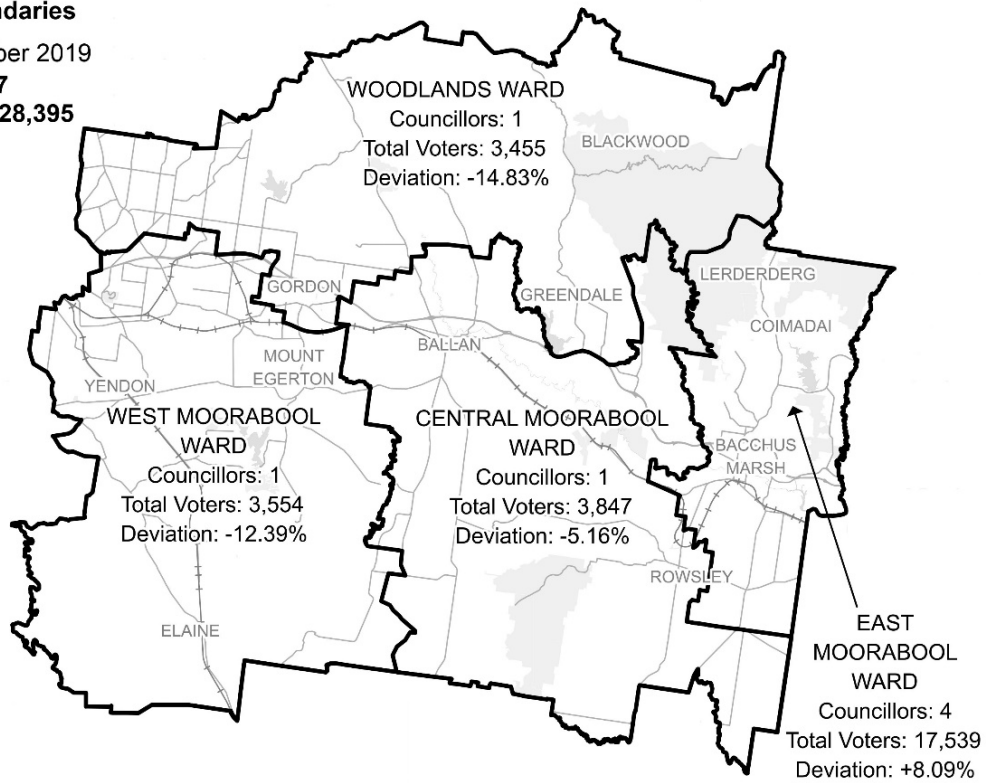 ndaries
ber 2019
7
28,395
WOODLANDS WARD
Councillors: 1
Total Voters: 3,455
Deviation: -14.83%
BLACKWOOD
LERDERDERG
GORDON
GREENDALE
COIMADAI
BALLAN
MOUNT
EGERTON
YENDON
WEST MOORABOOL
WARD
Councillors: 1
Total Voters: 3,554
Deviation: -12.39%
CENTRAL MOORABOOL
WARD
Councillors: 1
Total Voters: 3,847
Deviation: -5.16%
BACCHUS
MARSH
ROWSLEY
ELAINE
EAST
MOORABOOL
WARD
Councillors: 4
Total Voters: 17,539
Deviation: +8.09%